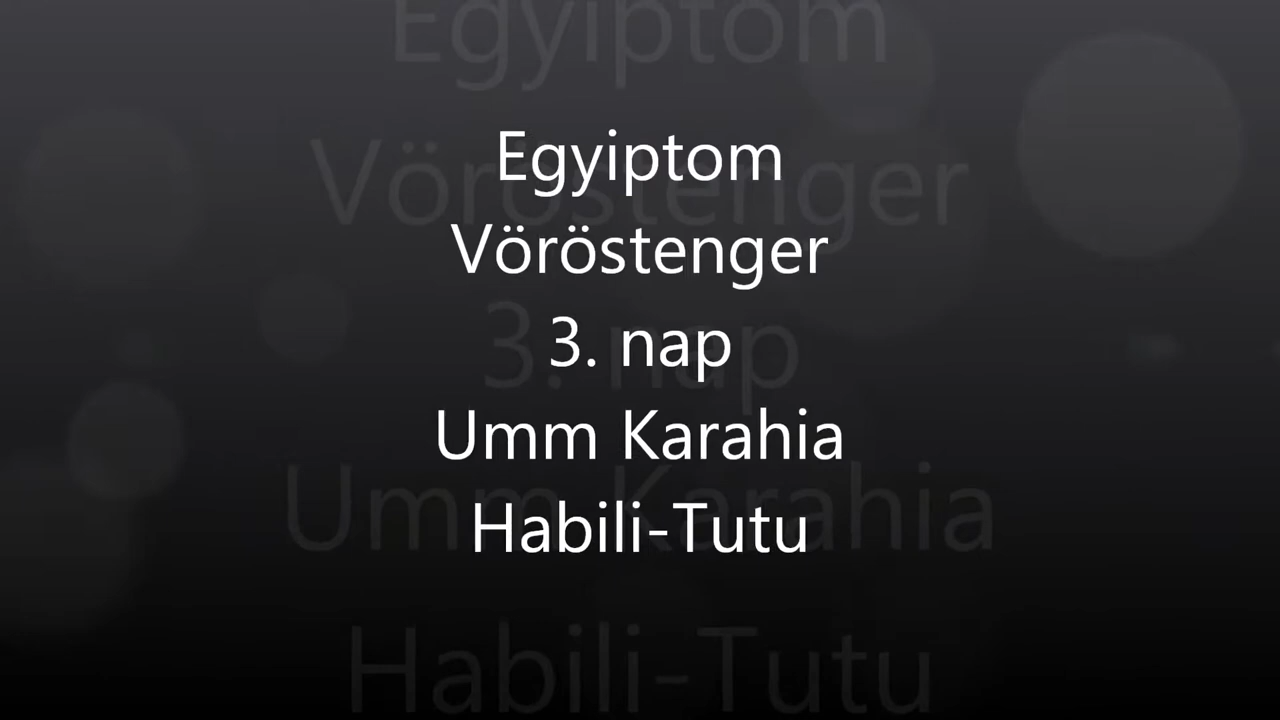 Egyiptom
Vöröstenger
3. nap
Umm Karahia
Habili-Tutu